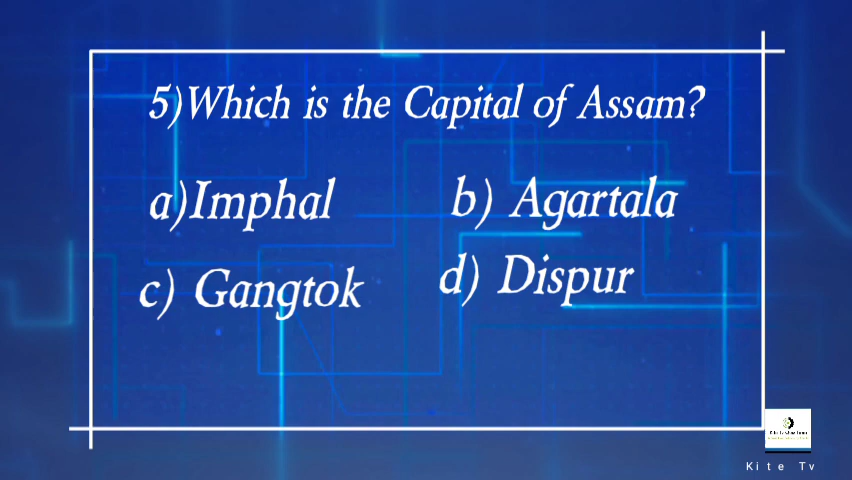 5)Which is the Capital of Assam?
a)Imphal
b) Agartala
c) Gangtok
d) Dispur
Kite Tv